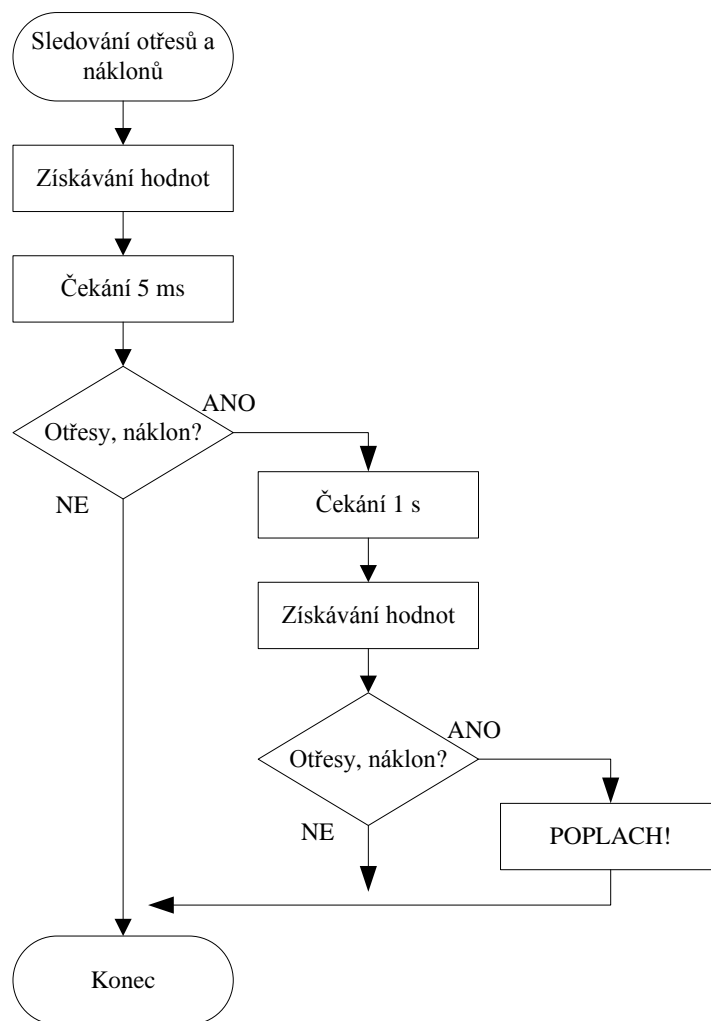 Sledování otřesů a
náklonů
Získávání hodnot
Čekání 5 ms
ANO
Otřesy, náklon?
NE
Čekání 1 s
Získávání hodnot
ANO
Otřesy, náklon?
NE
POPLACH!
Konec